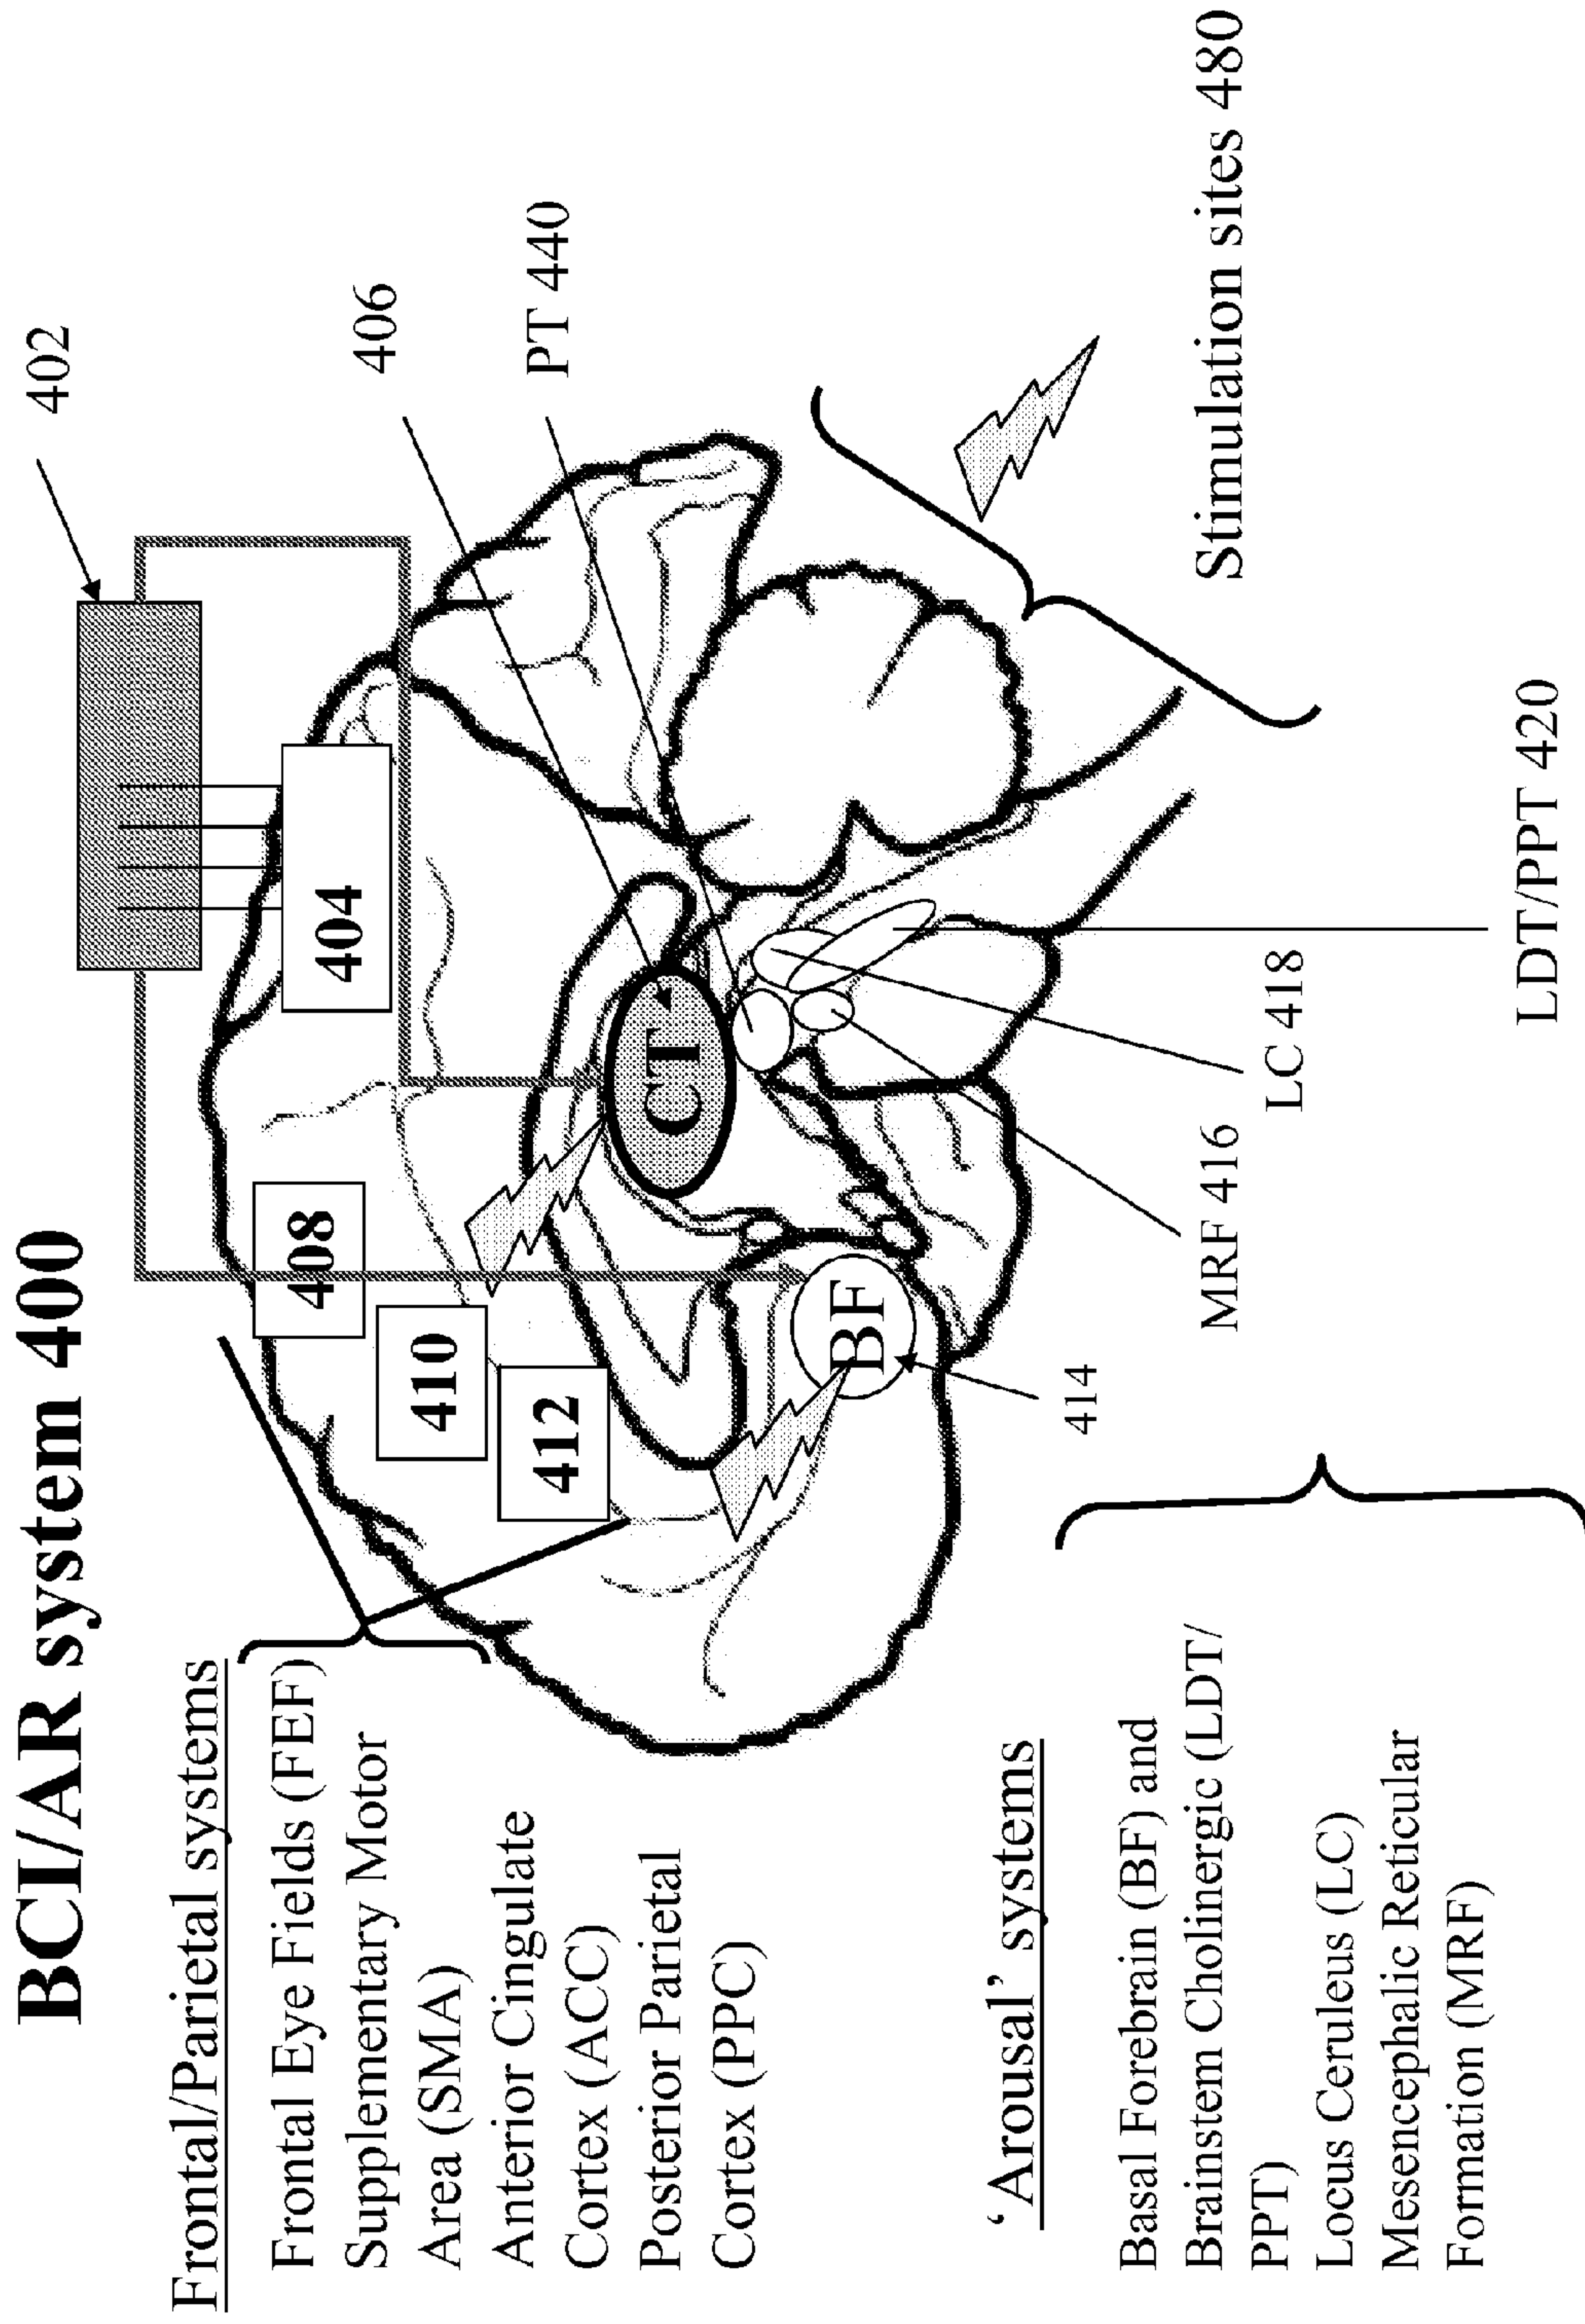 BCI/AR system 400
Frontal/Parietal systems
Frontal Eye Fields (FEF)
Supplementary Motor
Area (SMA)
Anterior Cingulate
Cortex (ACC)
Posterior Parietal
Cortex (PPC)
‘Arousal’ systems
Basal Forebrain (BF) and
Brainstem Cholinergic (LDT/
PPT)
Locus Ceruleus (LC)
Mesencephalic Reticular
Formation (MRF)
402
404
406
PT 440
408
410
412
CT
BF
414
MRF 416
LC 418
LDT/PPT 420
Stimulation sites 480